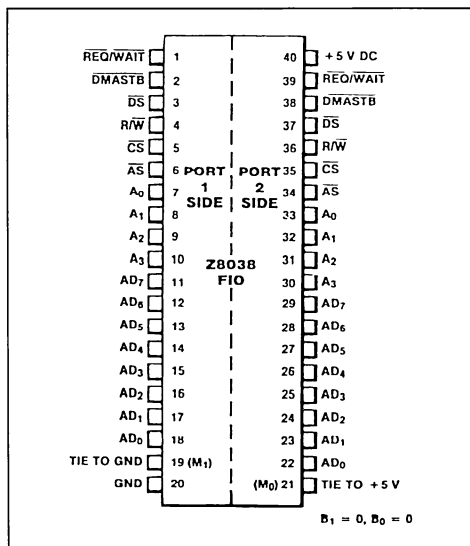 REQ/WAIT 1 40 +5 V DC
DMASTB 2 39 REQ/WAIT
DS 3 38 DMASTB
R/W 4 37 DS
CS 5 36 R/W
AS 6 PORT PORT 35 CS
A0 7 1 2 34 AS
A1 8 SIDE SIDE 33 A0
A2 9 32 A1
A3 10 Z8038 31 A2
AD7 11 FIO 30 A3
AD6 12 29 AD7
AD5 13 28 AD6
AD4 14 27 AD5
AD3 15 26 AD4
AD2 16 25 AD3
AD1 17 24 AD2
AD0 18 23 AD1
TIE TO GND 19 (M1) 22 AD0
GND 20 (M0) 21 TIE TO +5 V
B1 = 0, B0 = 0